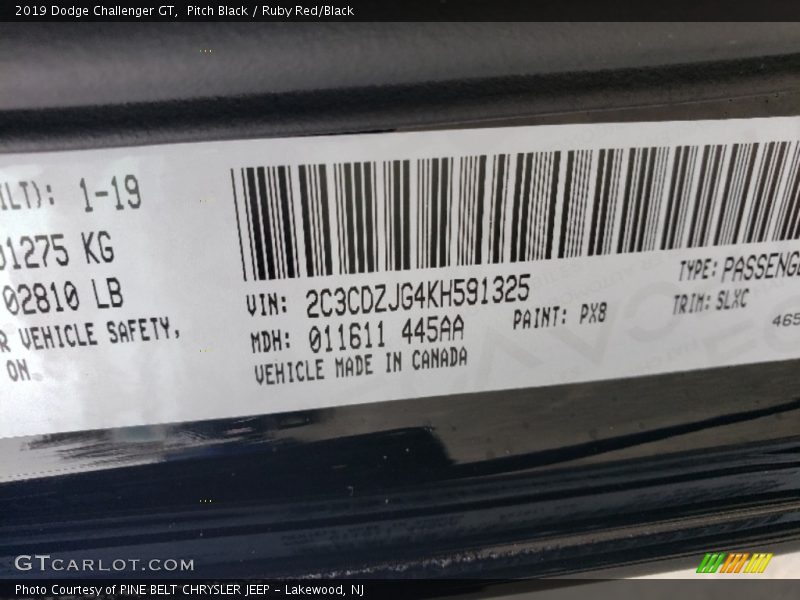 2019 Dodge Challenger GT, Pitch Black / Ruby Red/Black
ILT): 1-19
01275 KG
02810 LB
R VEHICLE SAFETY,
ON
VIN: 2C3CDZJG4KH591325
MDH: 011611 445AA
VEHICLE MADE IN CANADA
PAINT: PX8
TYPE: PASSENG
TRIM: SLXC
465
GTCARLOT.COM
Photo Courtesy of PINE BELT CHRYSLER JEEP - Lakewood, NJ